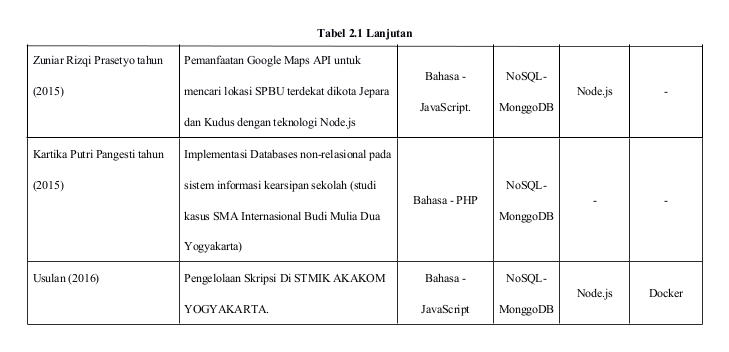 Tabel 2.1 Lanjutan
Zuniar Rizqi Prasetyo tahun
(2015)
Pemanfaatan Google Maps API untuk
mencari lokasi SPBU terdekat dikota Jepara
dan Kudus dengan teknologi Node.js
Bahasa -
JavaScript.
NoSQL-
MonggoDB
Node.js
-
Kartika Putri Pangesti tahun
(2015)
Implementasi Databases non-relasional pada
sistem informasi kearsipan sekolah (studi
kasus SMA Internasional Budi Mulia Dua
Yogyakarta)
Bahasa - PHP
NoSQL-
MonggoDB
-
-
Usulan (2016)
Pengelolaan Skripsi Di STMIK AKAKOM
YOGYAKARTA.
Bahasa -
JavaScript
NoSQL-
MonggoDB
Node.js
Docker